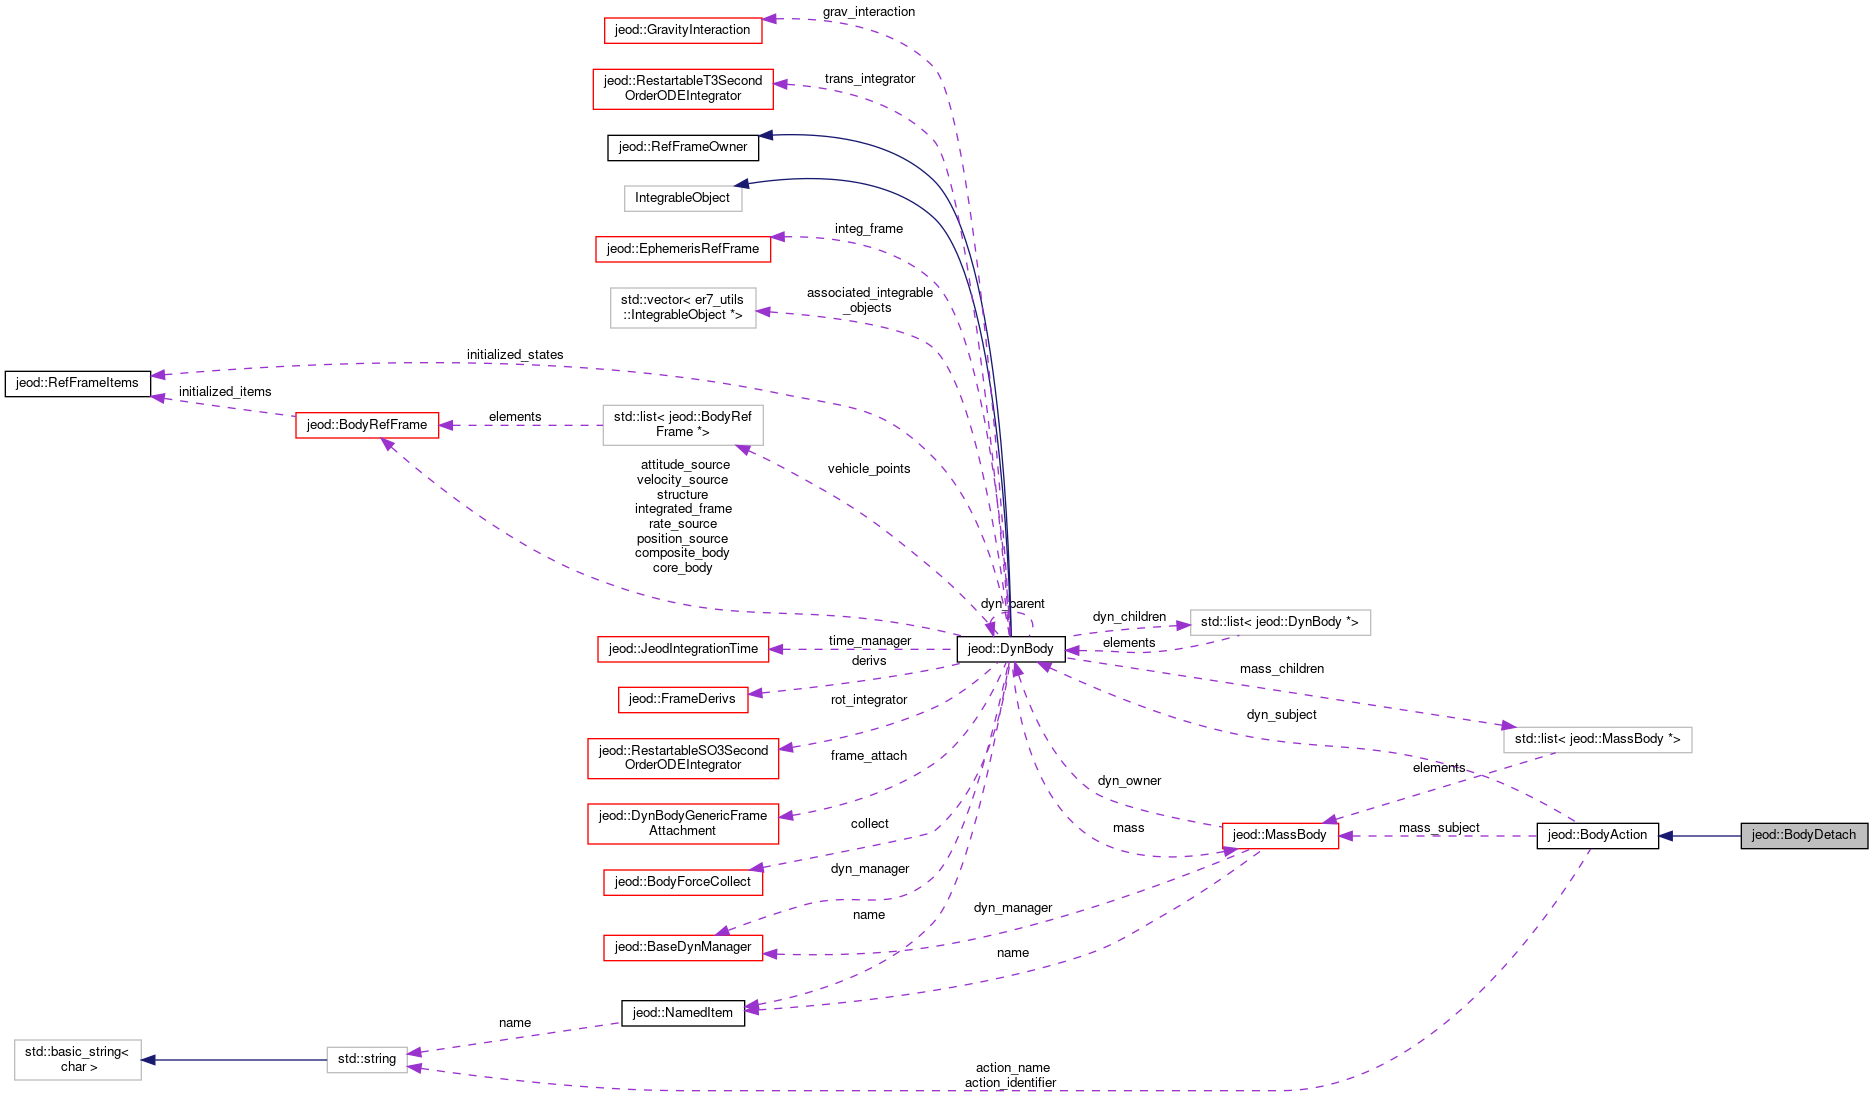 grav_interaction
jeod::GravityInteraction
trans_integrator
jeod::RestartableT3Second
OrderODEIntegrator
jeod::RefFrameOwner
IntegrableObject
integ_frame
jeod::EphemerisRefFrame
associated_integrable
_objects
std::vector< er7_utils
::IntegrableObject *>
initialized_states
jeod::RefFrameItems
initialized_items
jeod::BodyRefFrame
elements
std::list< jeod::BodyRef
Frame *>
vehicle_points
attitude_source
velocity_source
structure
integrated_frame
rate_source
position_source
composite_body
core_body
dyn_parent
dyn_children
std::list< jeod::DynBody *>
elements
jeod::DynBody
time_manager
jeod::JeodIntegrationTime
derivs
mass_children
jeod::FrameDerivs
rot_integrator
dyn_subject
std::list< jeod::MassBody *>
jeod::RestartableSO3Second
OrderODEIntegrator
frame_attach
elements
dyn_owner
jeod::DynBodyGenericFrame
Attachment
collect
mass
jeod::MassBody
mass_subject
jeod::BodyAction
jeod::BodyDetach
dyn_manager
jeod::BodyForceCollect
name
dyn_manager
jeod::BaseDynManager
name
jeod::NamedItem
name
std::basic_string<
char >
std::string
action_name
action_identifier